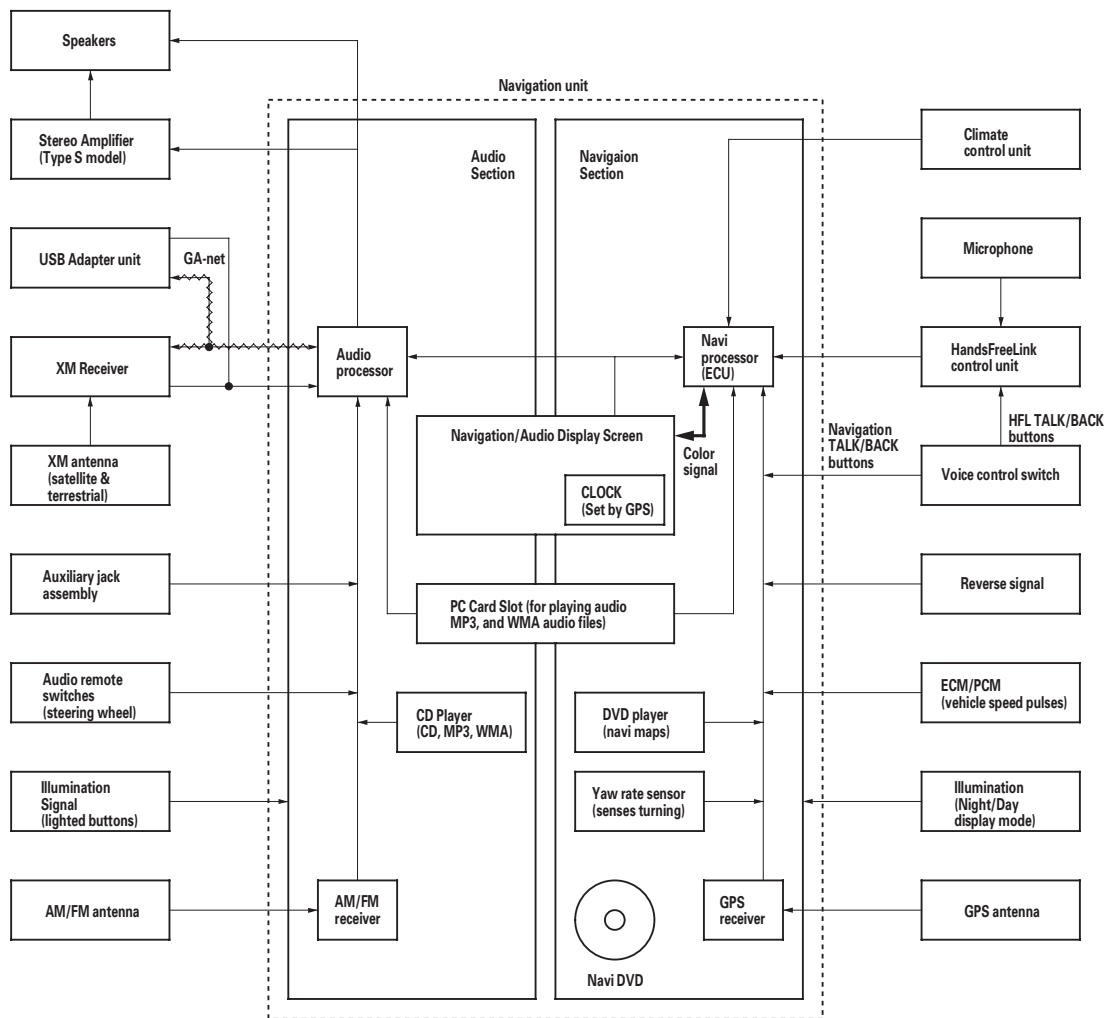 Speakers
Navigation unit
Stereo Amplifier
(Type S model)
Audio
Section
Navigaion
Section
Climate
control unit
USB Adapter unit
GA-net
Microphone
XM Receiver
Audio
processor
Navi
processor
(ECU)
HandsFreeLink
control unit
HFL TALK/BACK
buttons
Navigation/Audio Display Screen
Color
signal
Navigation
TALK/BACK
buttons
XM antenna
(satellite &
terrestrial)
CLOCK
(Set by GPS)
Voice control switch
Auxiliary jack
assembly
PC Card Slot (for playing audio
MP3, and WMA audio files)
Reverse signal
Audio remote
switches
(steering wheel)
CD Player
(CD, MP3, WMA)
DVD player
(navi maps)
ECM/PCM
(vehicle speed pulses)
Illumination
Signal
(lighted buttons)
Yaw rate sensor
(senses turning)
Illumination
(Night/Day
display mode)
AM/FM antenna
AM/FM
receiver
Navi DVD
GPS
receiver
GPS antenna